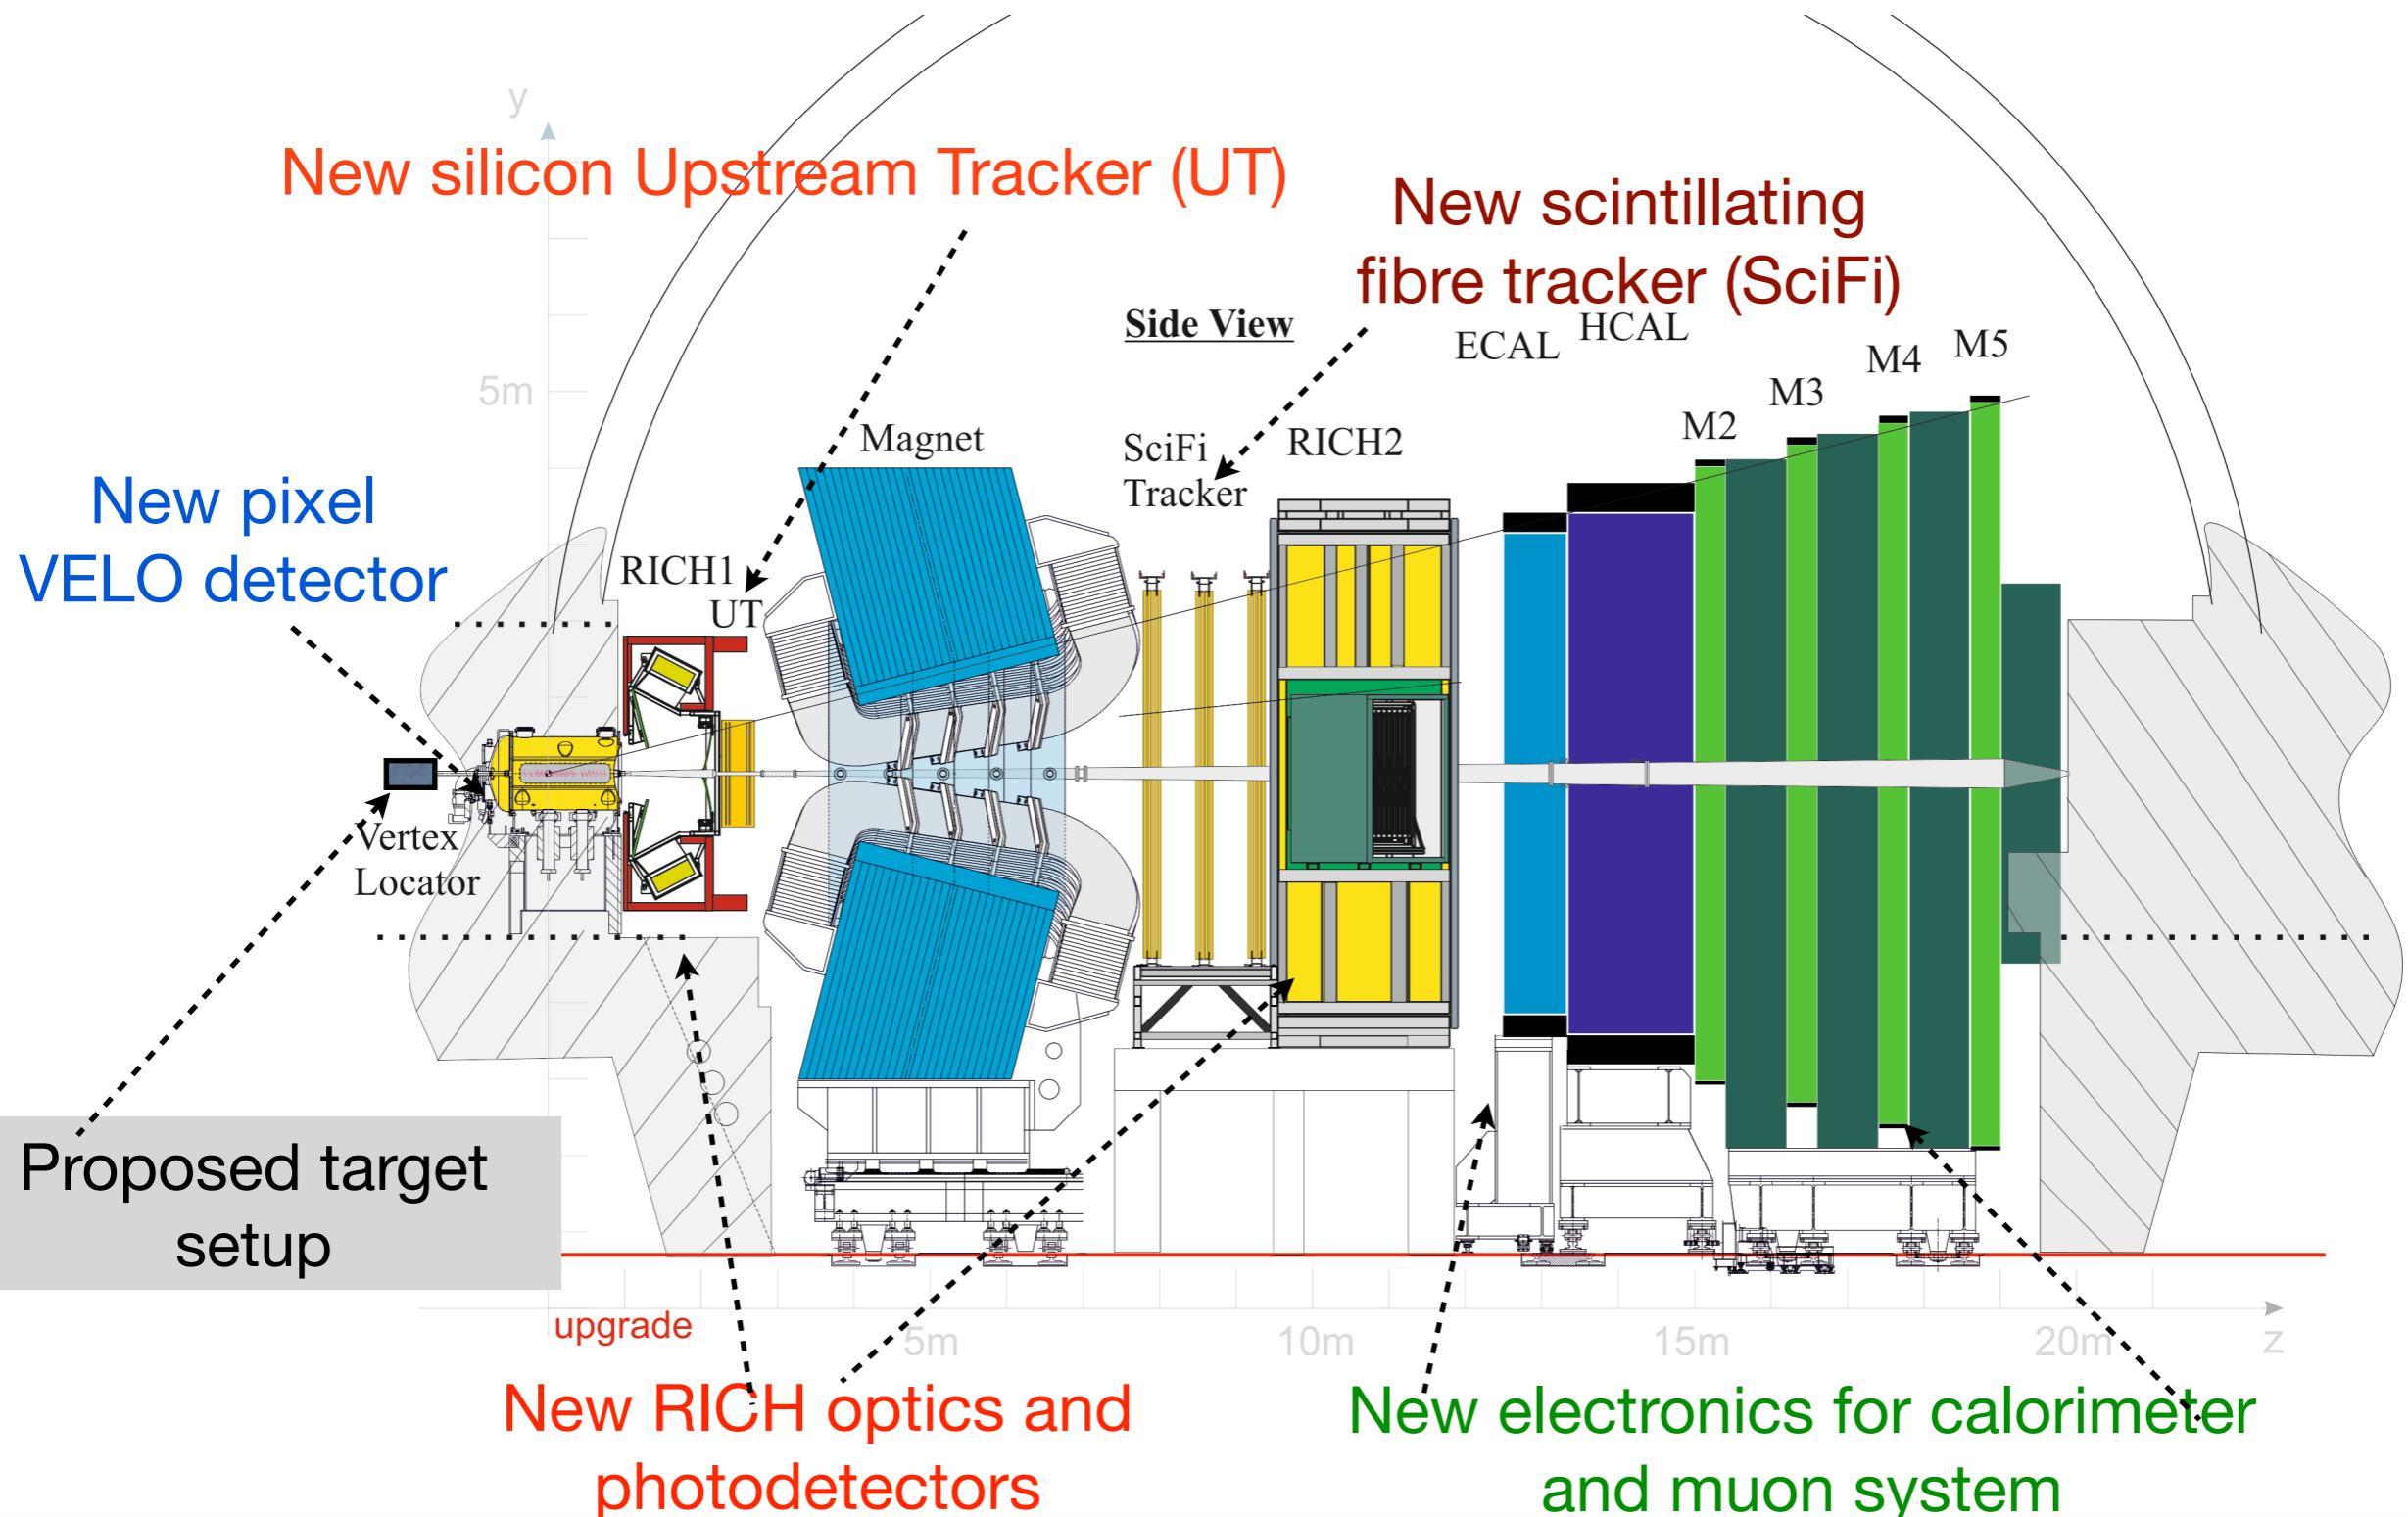 y
New silicon Upstream Tracker (UT)
New scintillating
fibre tracker (SciFi)
Side View
ECAL
HCAL
M5
M4
M3
M2
5m
Magnet
SciFi
Tracker
RICH2
New pixel
VELO detector
RICH1
UT
Vertex
Locator
Proposed target
setup
upgrade
5m
10m
15m
20m
z
New RICH optics and
photodetectors
New electronics for calorimeter
and muon system